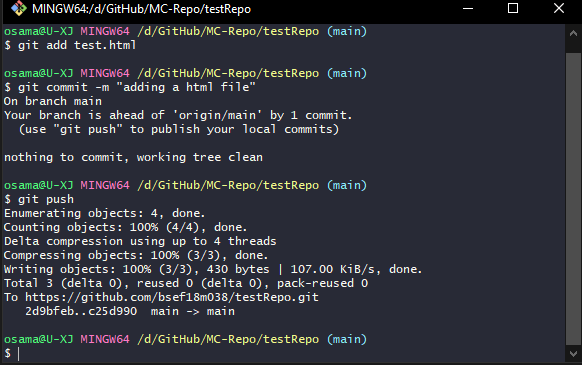 MINGW64:/d/GitHub/MC-Repo/testRepo
osama@U-XJ MINGW64 /d/GitHub/MC-Repo/testRepo (main)
$ git add test.html
osama@U-XJ MINGW64 /d/GitHub/MC-Repo/testRepo (main)
$ git commit -m "adding a html file"
On branch main
Your branch is ahead of 'origin/main' by 1 commit.
  (use "git push" to publish your local commits)
nothing to commit, working tree clean
osama@U-XJ MINGW64 /d/GitHub/MC-Repo/testRepo (main)
$ git push
Enumerating objects: 4, done.
Counting objects: 100% (4/4), done.
Delta compression using up to 4 threads
Compressing objects: 100% (3/3), done.
Writing objects: 100% (3/3), 430 bytes | 107.00 KiB/s, done.
Total 3 (delta 0), reused 0 (delta 0), pack-reused 0
To https://github.com/bsef18m038/testRepo.git
   2d9bfeb..c25d990  main -> main
osama@U-XJ MINGW64 /d/GitHub/MC-Repo/testRepo (main)
$